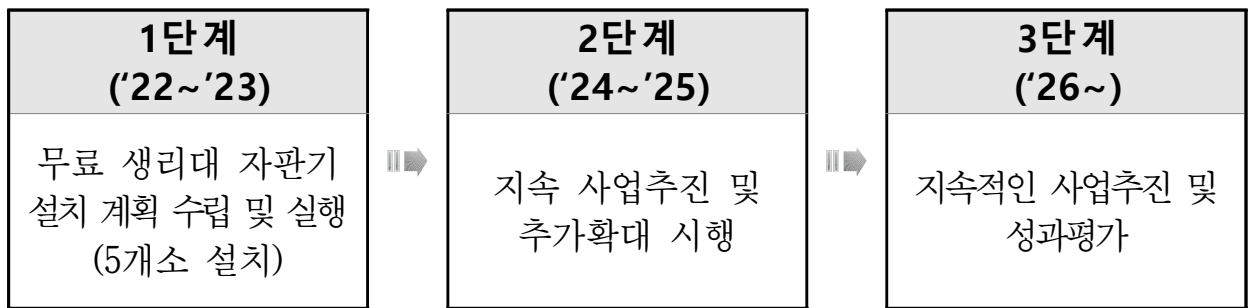 1단계
(‘22~’23)
무료 생리대 자판기
설치 계획 수립 및 실행
(5개소 설치)
2단계
(‘24~’25)
지속 사업추진 및
추가확대 시행
3단계
(‘26~)
지속적인 사업추진 및
성과평가